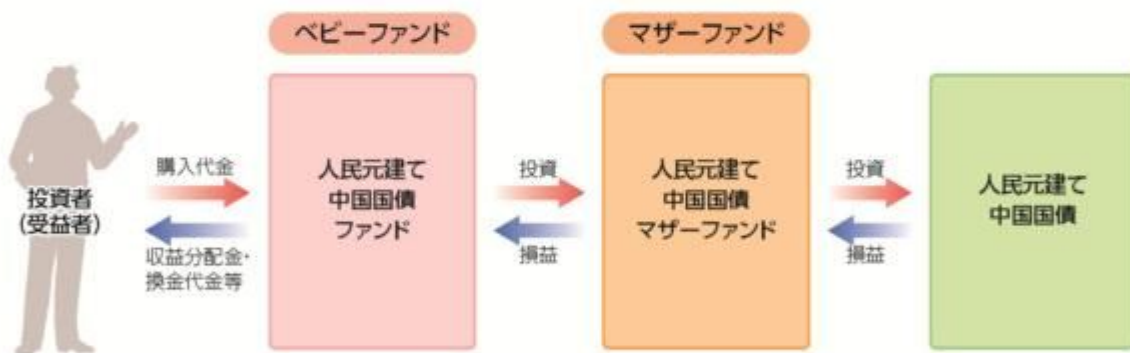 ベビーファンド
マザーファンド
投資者
(受益者)
購入代金
収益分配金・
換金代金等
人民元建て
中国国債
ファンド
投資
損益
人民元建て
中国国債
マザーファンド
投資
損益
人民元建て
中国国債